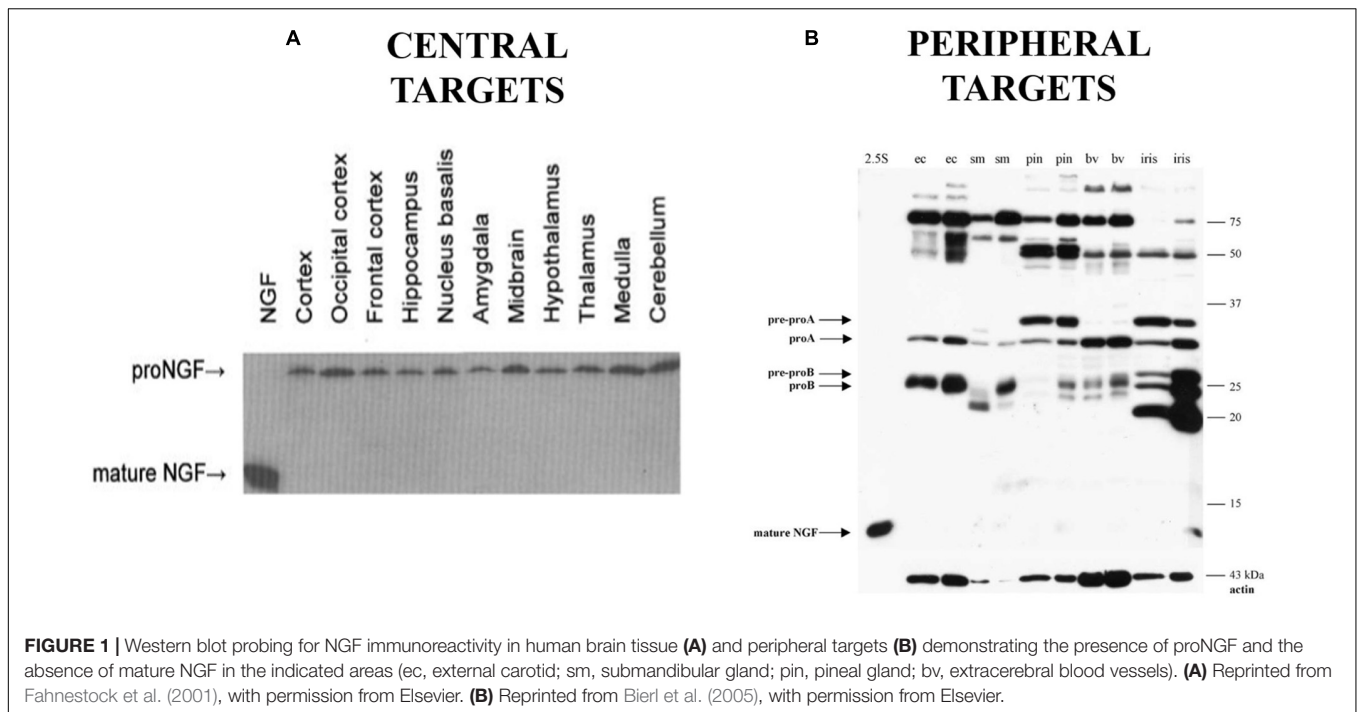 A
CENTRAL
TARGETS
NGF
Cortex
Occipital cortex
Frontal cortex
Hippocampus
Nucleus basalis
Amygdala
Midbrain
Hypothalamus
Thalamus
Medulla
Cerebellum
proNGF→
mature NGF→
B
PERIPHERAL
TARGETS
2.5S ec ec sm sm pin pin bv bv iris iris
75
50
37
pre-proA
proA
pre-proB
proB
25
20
15
mature NGF
43 kDa
actin
FIGURE 1 | Western blot probing for NGF immunoreactivity in human brain tissue (A) and peripheral targets (B) demonstrating the presence of proNGF and the
absence of mature NGF in the indicated areas (ec, external carotid; sm, submandibular gland; pin, pineal gland; bv, extracerebral blood vessels). (A) Reprinted from
Fahnestock et al. (2001), with permission from Elsevier. (B) Reprinted from Bierl et al. (2005), with permission from Elsevier.